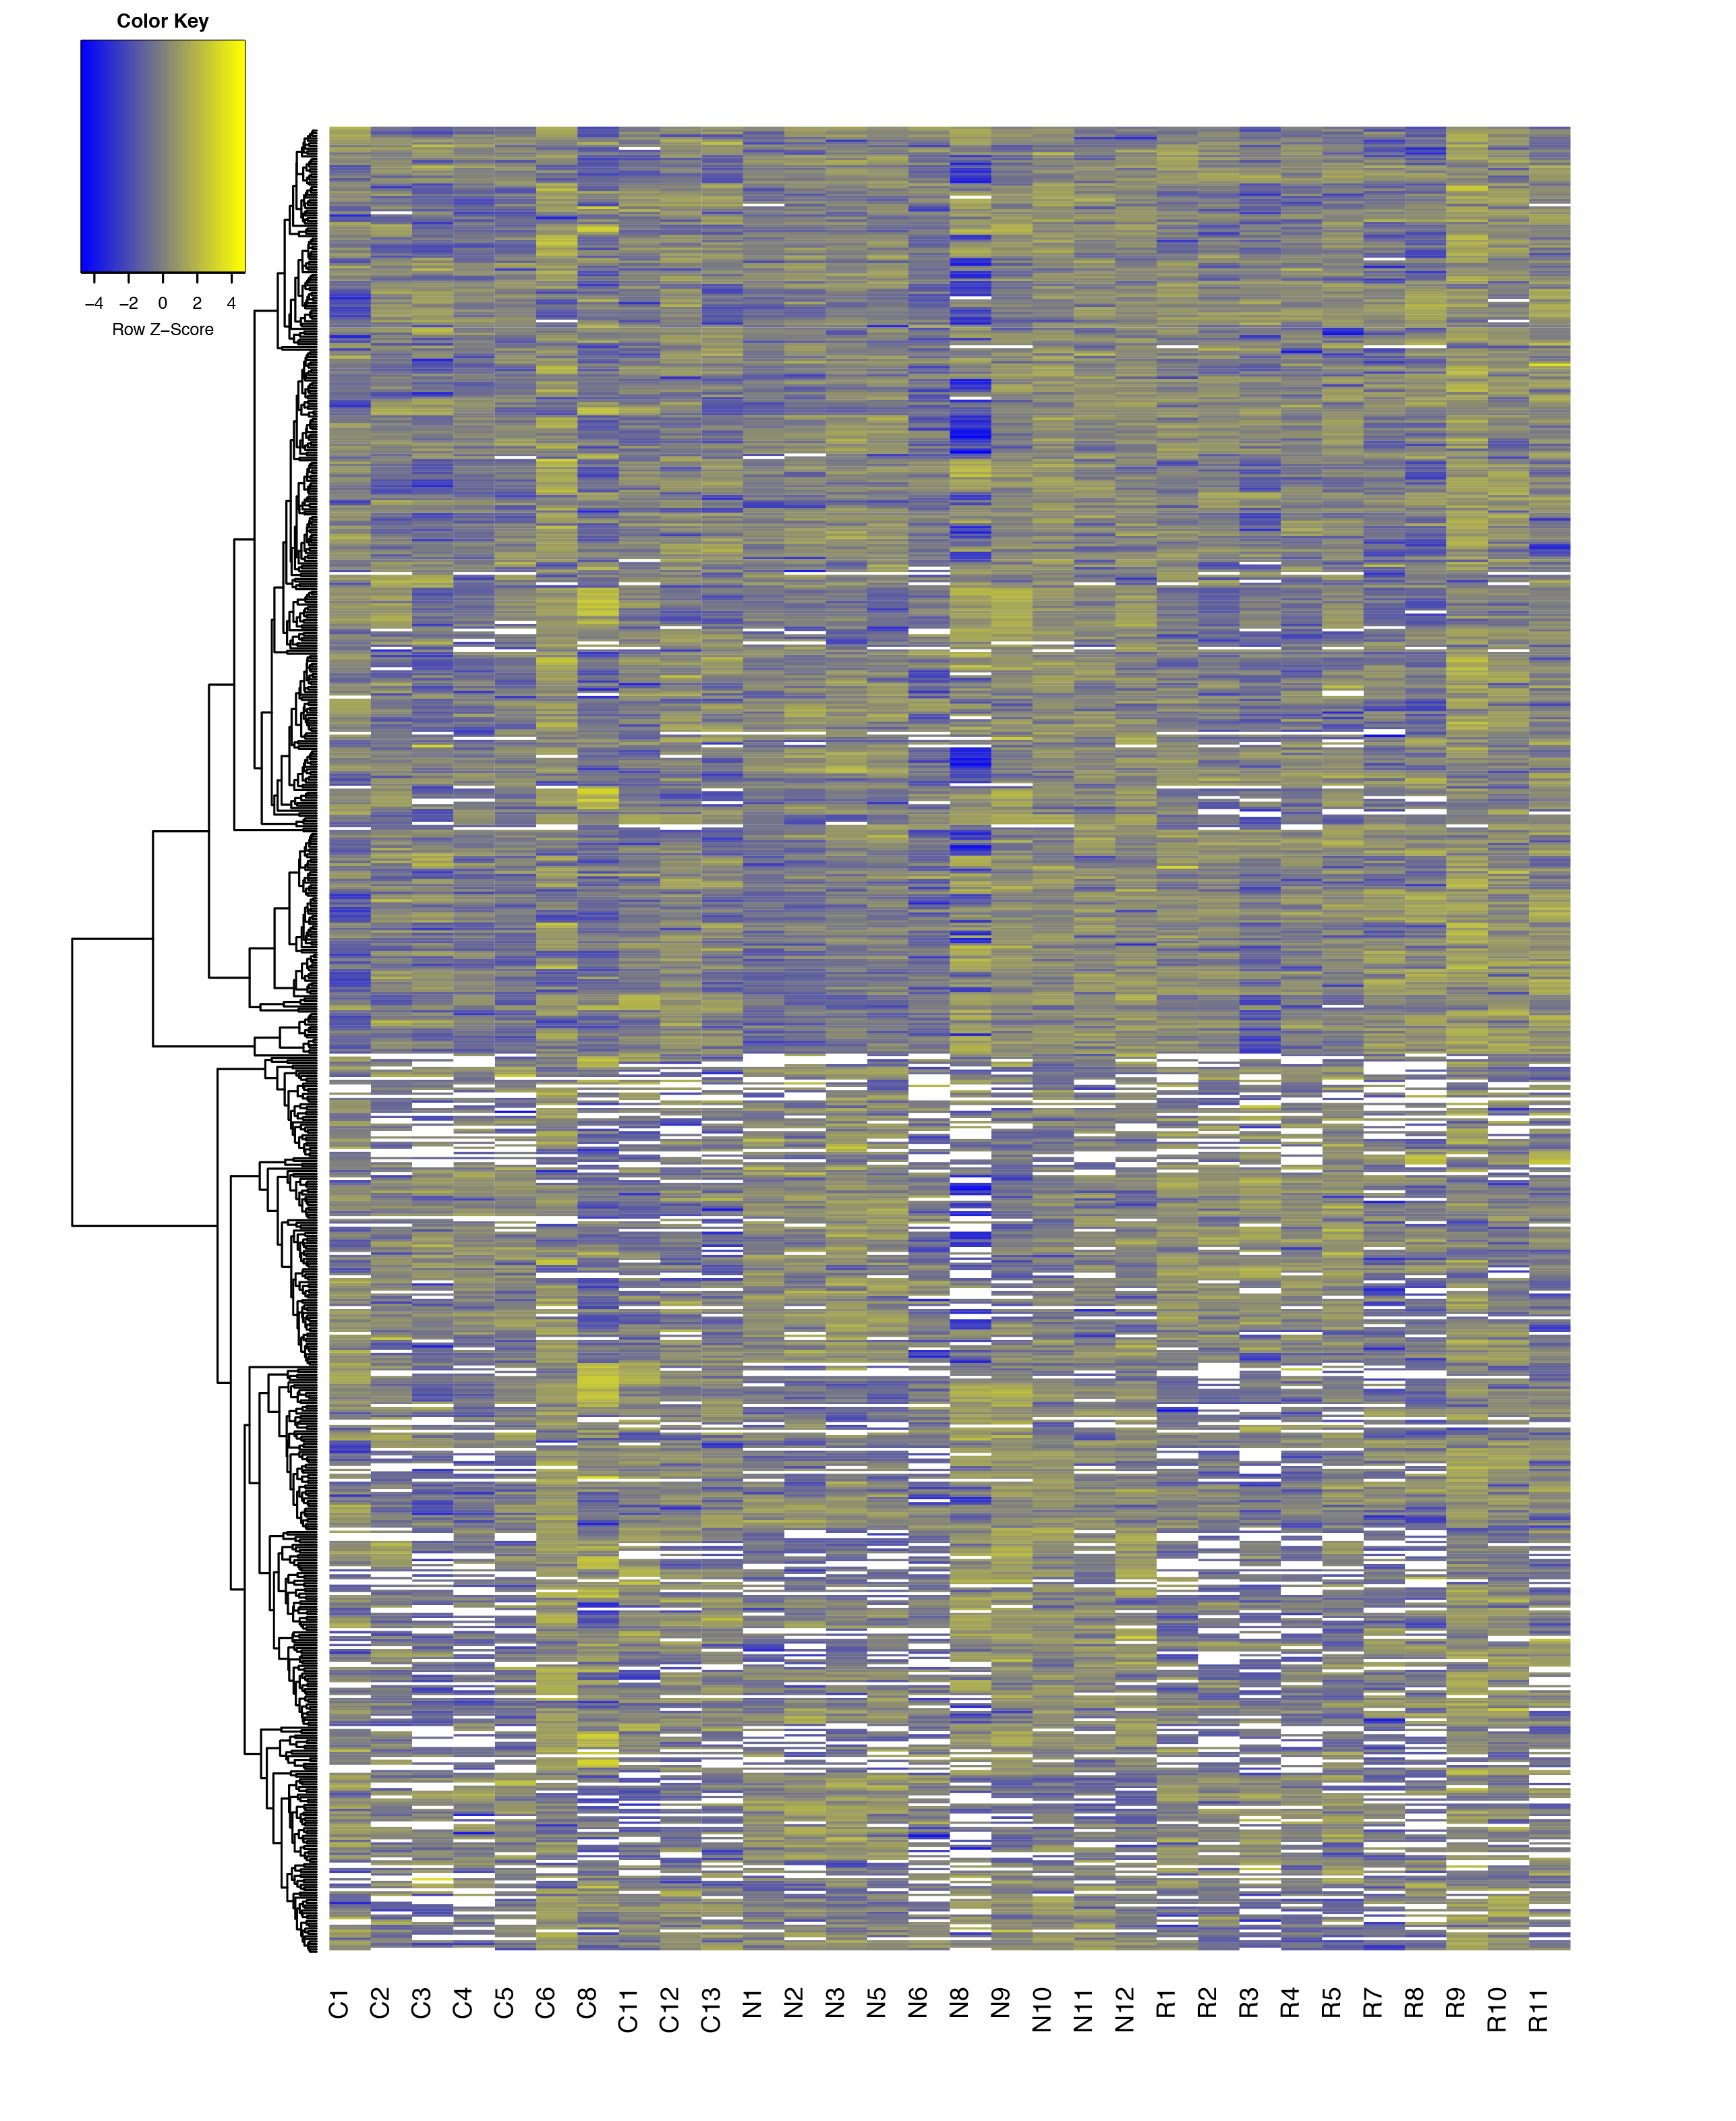 Color Key
−4 −2 0 2 4
Row Z−Score
C1 C2 C3 C4 C5 C6 C8 C11 C12 C13 N1 N2 N3 N5 N6 N8 N9 N10 N11 N12 R1 R2 R3 R4 R5 R7 R8 R9 R10 R11